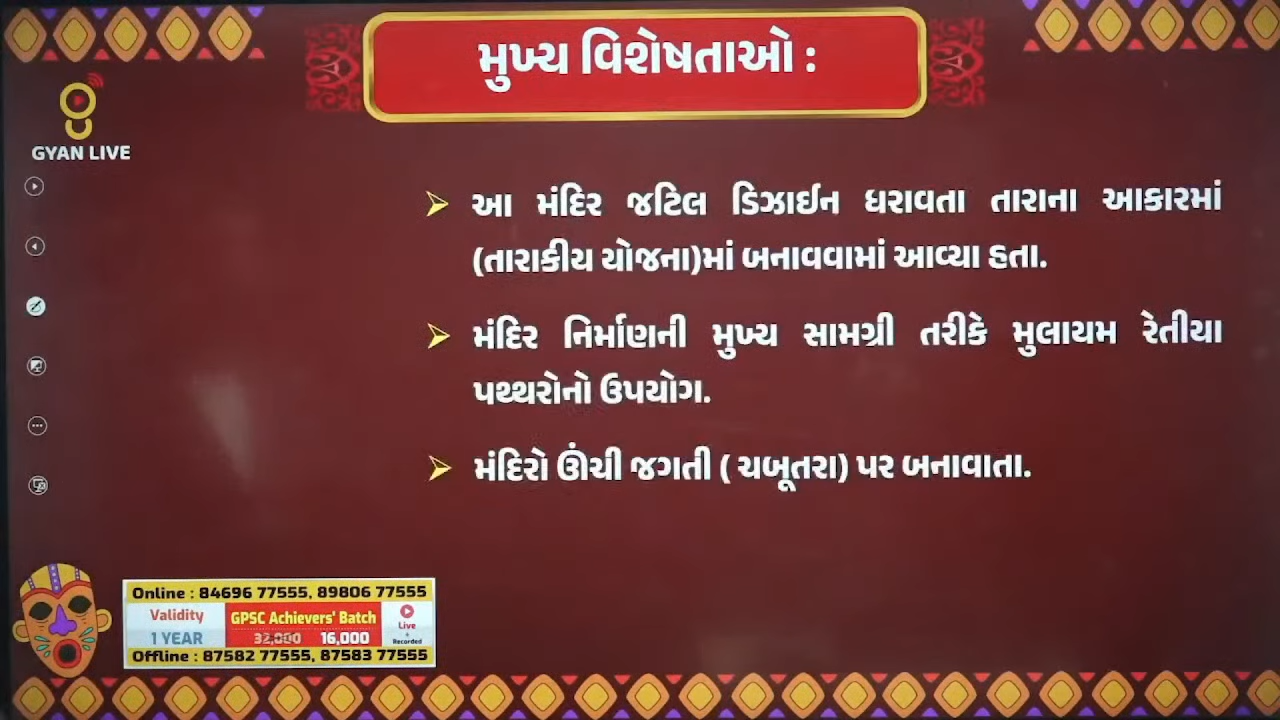 મુખ્ય વિશેષતાઓ :
GYAN LIVE
➢ આ મંદિર જટિલ ડિઝાઈન ધરાવતા તારાના આકારમાં
(તારાકીય યોજના)માં બનાવવામાં આવ્યા હતા.
➢ મંદિર નિર્માણની મુખ્ય સામગ્રી તરીકે મુલાયમ રેતીયા
પથ્થરોનો ઉપયોગ.
➢ મંદિરો ઊંચી જગતી ( ચબૂતરા) પર બનાવાતા.
Online : 84696 77555, 89806 77555
Validity
1 YEAR
GPSC Achievers' Batch
32,000 16,000
Live
+
Recorded
Offline : 87582 77555, 87583 77555